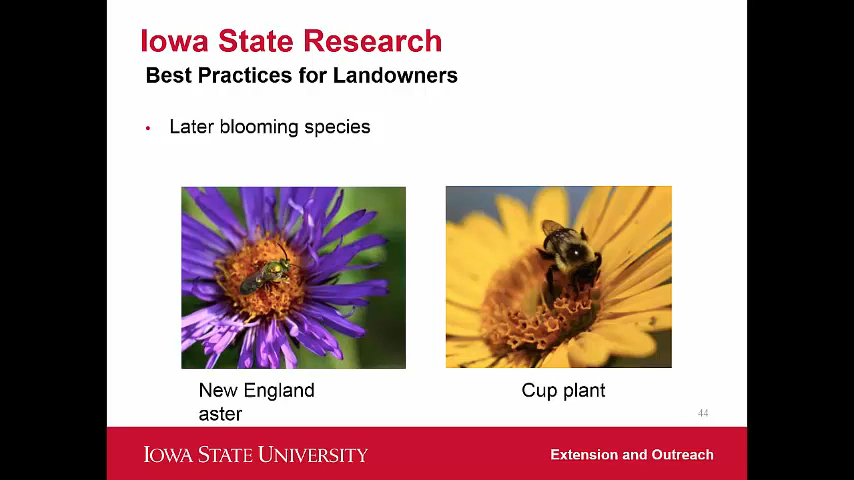 Iowa State Research
Best Practices for Landowners
• Later blooming species
New England
aster
Cup plant
44
IOWA STATE UNIVERSITY
Extension and Outreach